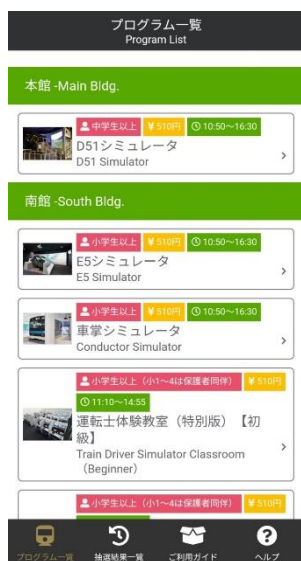 プログラム一覧
Program List
本館 -Main Bldg.
中学生以上 ¥510円 10:50～16:30
D51シミュレータ
D51 Simulator
南館 -South Bldg.
小学生以上 ¥510円 10:50～16:30
E5シミュレータ
E5 Simulator
小学生以上 ¥510円 10:50～16:30
車掌シミュレータ
Conductor Simulator
小学生以上（小1～4は保護者同伴） ¥510円
11:10～14:55
運転士体験教室（特別版）【初
級】
Train Driver Simulator Classroom
（Beginner）
小学生以上（小1～4は保護者同伴） ¥510円
プログラム一覧 抽選結果一覧 ご利用ガイド ヘルプ